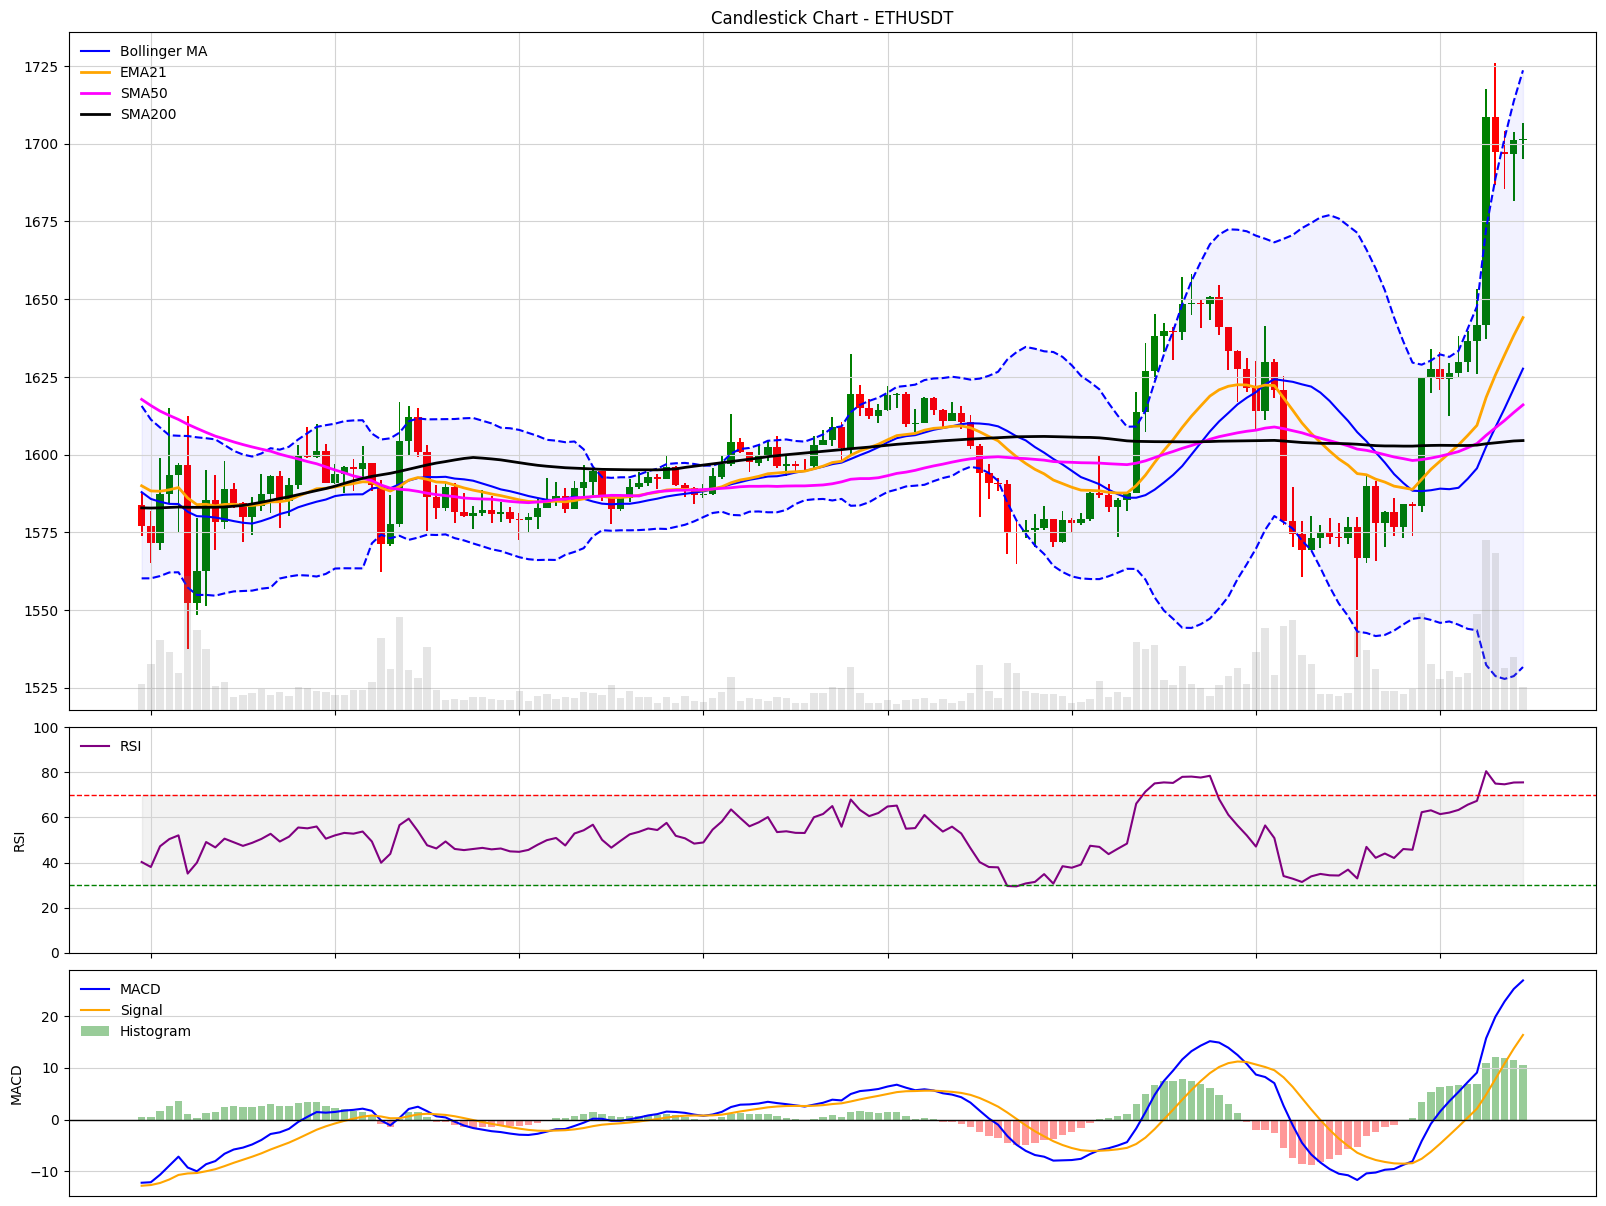 Candlestick Chart - ETHUSDT
Bollinger MA
EMA21
SMA50
SMA200
1725
1700
1675
1650
1625
1600
1575
1550
1525
RSI
RSI
100
80
60
40
20
0
MACD
Signal
Histogram
MACD
20
10
0
−10